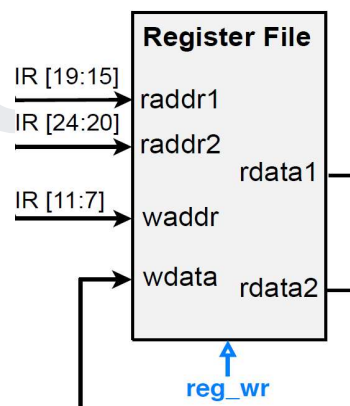 Register File
IR [19:15]
raddr1
IR [24:20]
raddr2
rdata1
IR [11:7]
waddr
wdata
rdata2
reg_wr